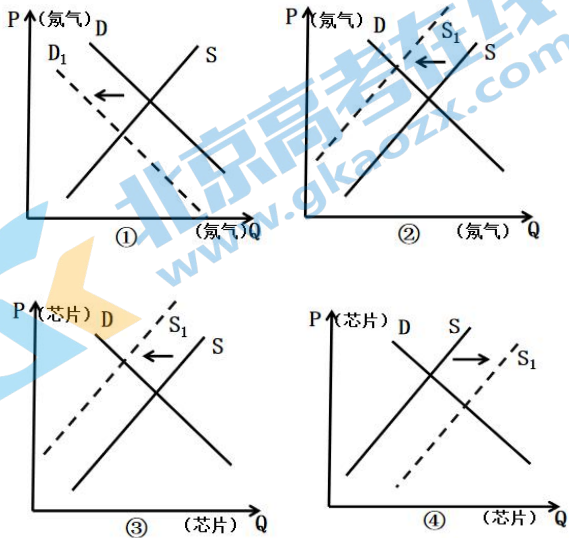 P (氖气)
D
D₁
S
(氖气) Q
①
P (氖气)
D
S₁
S
(氖气) Q
②
P (芯片)
D
S₁
S
(芯片) Q
③
P (芯片)
D
S
S₁
(芯片) Q
④
北京高考在线
www.gkaozx.com